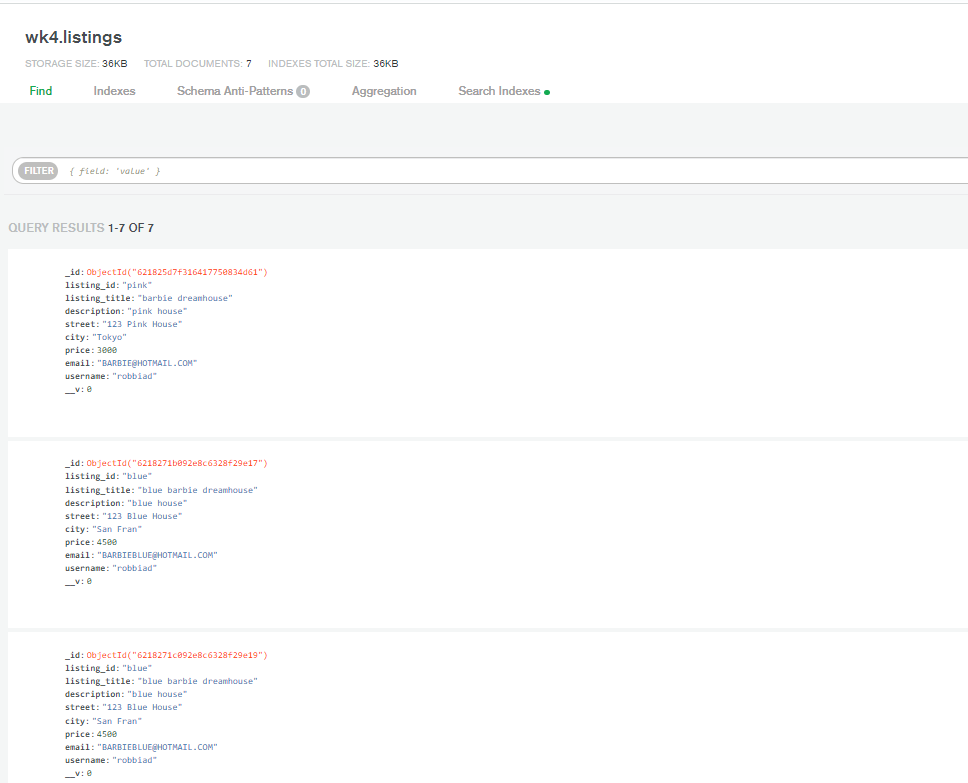 wk4.listings
STORAGE SIZE: 36KB TOTAL DOCUMENTS: 7 INDEXES TOTAL SIZE: 36KB
Find Indexes Schema Anti-Patterns 0 Aggregation Search Indexes
FILTER { field: 'value' }
QUERY RESULTS 1-7 OF 7
_id: ObjectId("621825d7f316417750834d61")
listing_id: "pink"
listing_title: "barbie dreamhouse"
description: "pink house"
street: "123 Pink House"
city: "Tokyo"
price: 3000
email: "BARBIE@HOTMAIL.COM"
username: "robbiad"
__v: 0
_id: ObjectId("6218271b092e8c6328f29e17")
listing_id: "blue"
listing_title: "blue barbie dreamhouse"
description: "blue house"
street: "123 Blue House"
city: "San Fran"
price: 4500
email: "BARBIEBLUE@HOTMAIL.COM"
username: "robbiad"
__v: 0
_id: ObjectId("6218271c092e8c6328f29e19")
listing_id: "blue"
listing_title: "blue barbie dreamhouse"
description: "blue house"
street: "123 Blue House"
city: "San Fran"
price: 4500
email: "BARBIEBLUE@HOTMAIL.COM"
username: "robbiad"
__v: 0